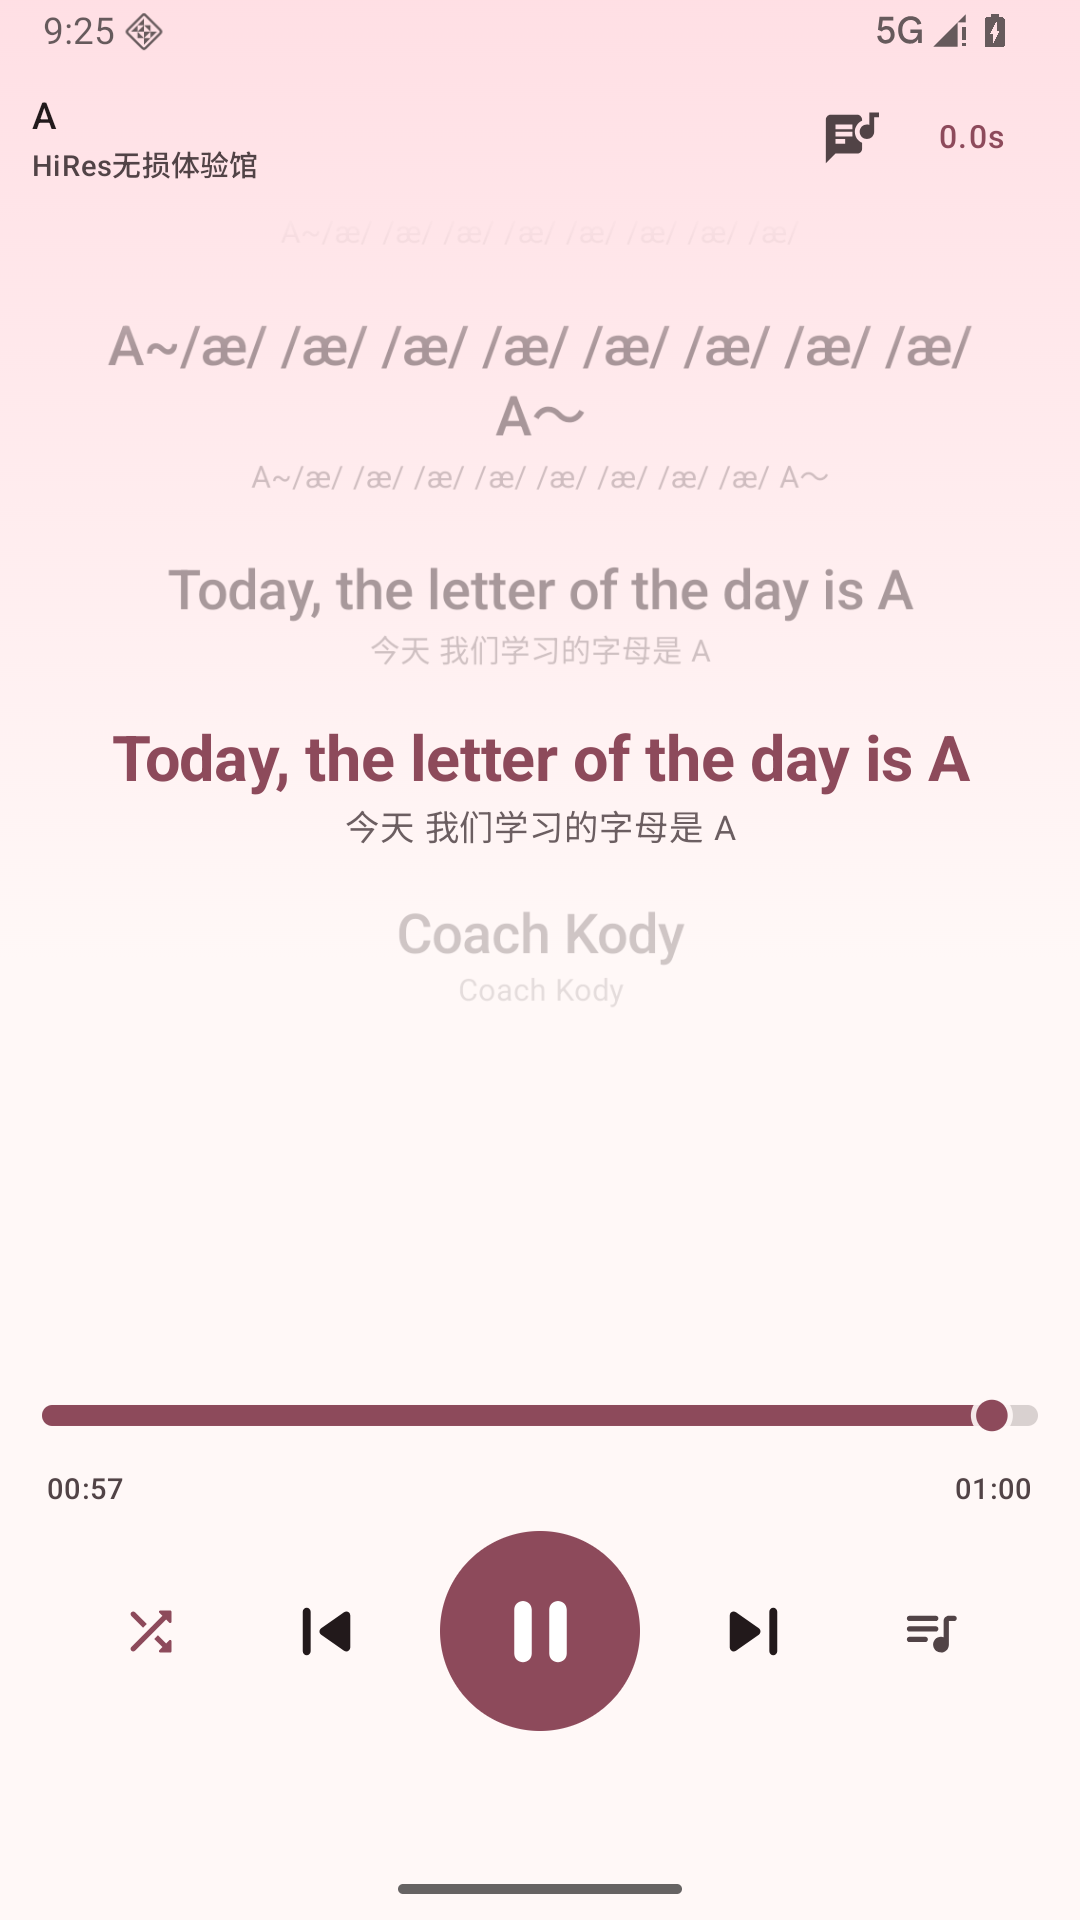 9:25
5G
A
HiRes无损体验馆
0.0s
A~/æ/ /æ/ /æ/ /æ/ /æ/ /æ/ /æ/ /æ/
A~/æ/ /æ/ /æ/ /æ/ /æ/ /æ/ /æ/ /æ/
A～
A~/æ/ /æ/ /æ/ /æ/ /æ/ /æ/ /æ/ /æ/ A～
Today, the letter of the day is A
今天 我们学习的字母是 A
Today, the letter of the day is A
今天 我们学习的字母是 A
Coach Kody
Coach Kody
00:57
01:00